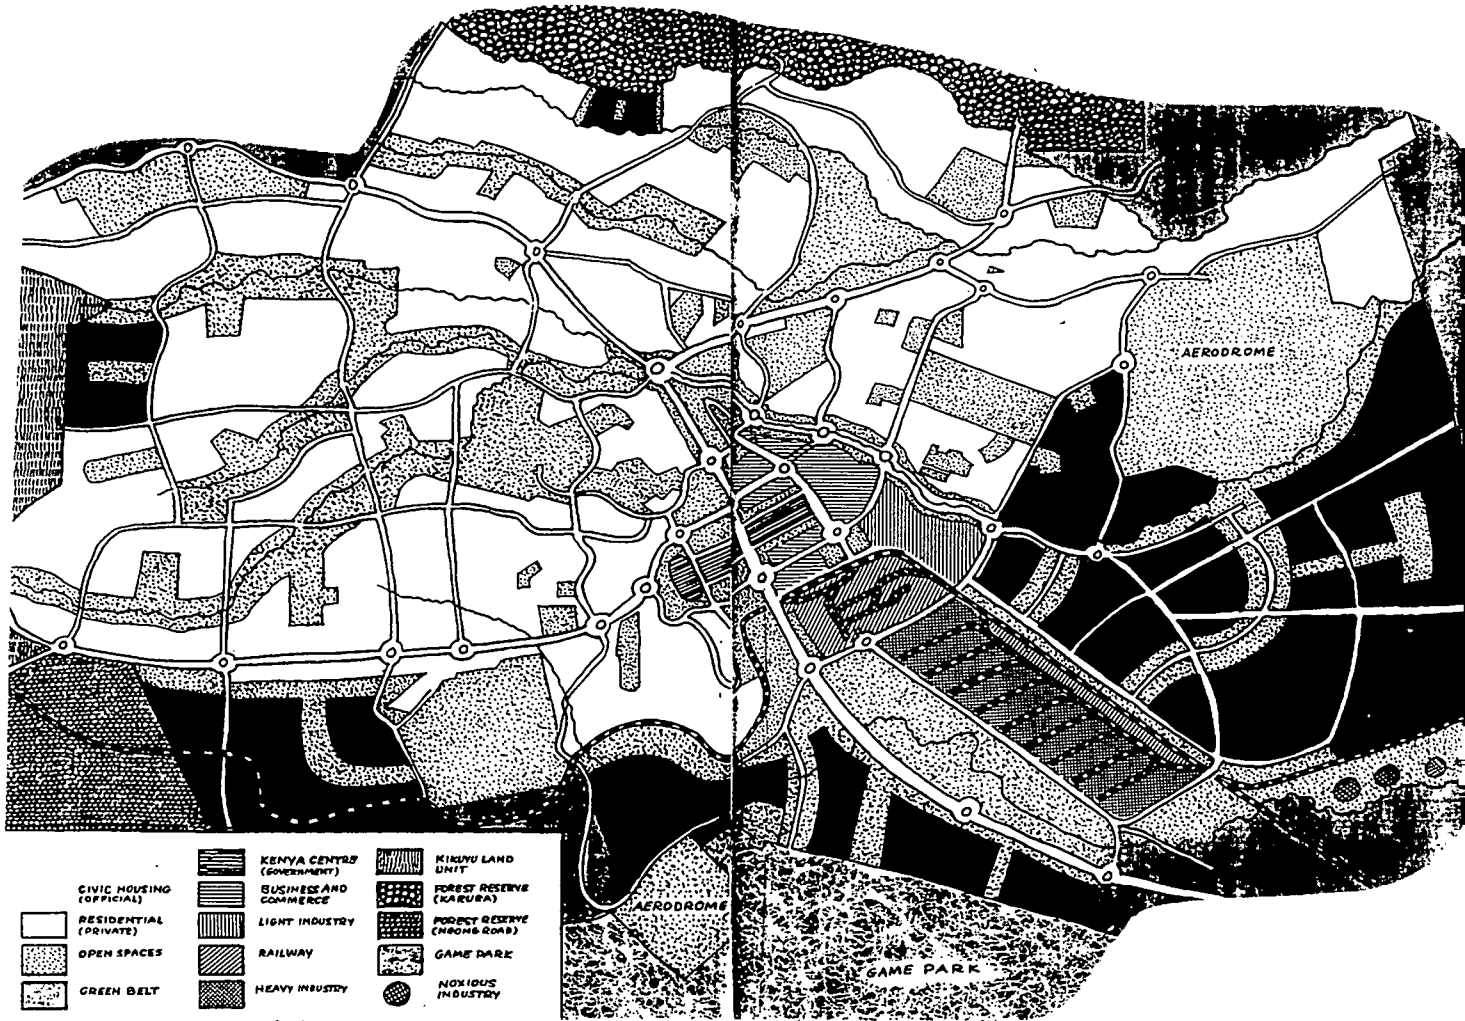 AERODROME
AERODROME
GAME PARK
CIVIC HOUSING
(OFFICIAL)
RESIDENTIAL
(PRIVATE)
OPEN SPACES
GREEN BELT
KENYA CENTRE
(GOVERNMENT)
BUSINESS AND
COMMERCE
LIGHT INDUSTRY
RAILWAY
HEAVY INDUSTRY
KIKUYU LAND
UNIT
FOREST RESERVE
(KARURA)
FOREST RESERVE
(NGONG ROAD)
GAME PARK
NOXIOUS
INDUSTRY